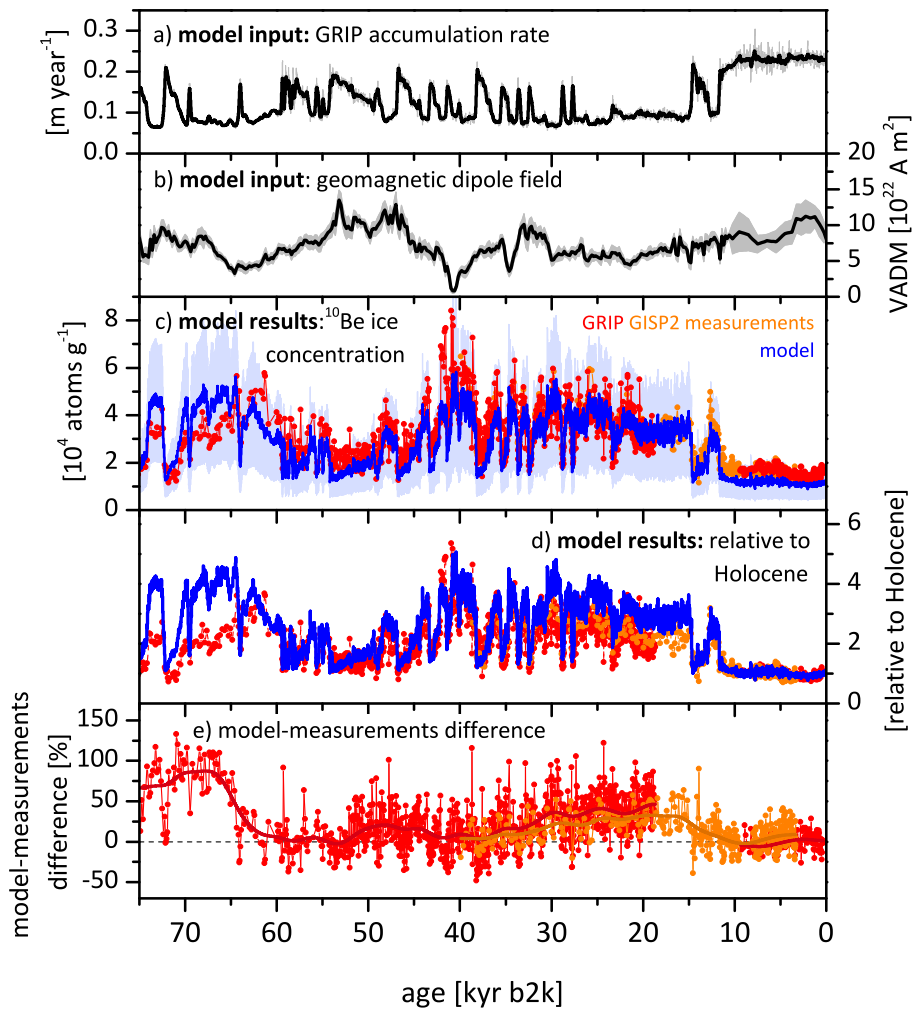 a) model input: GRIP accumulation rate
[m year⁻¹]
0.3
0.2
0.1
0.0
b) model input: geomagnetic dipole field
VADM [10²² A m²]
20
15
10
5
0
c) model results: ¹⁰Be ice
concentration
GRIP GISP2 measurements
model
[10⁴ atoms g⁻¹]
8
6
4
2
0
d) model results: relative to
Holocene
[relative to Holocene]
6
4
2
0
e) model-measurements difference
model-measurements
difference [%]
150
100
50
0
-50
70 60 50 40 30 20 10 0
age [kyr b2k]